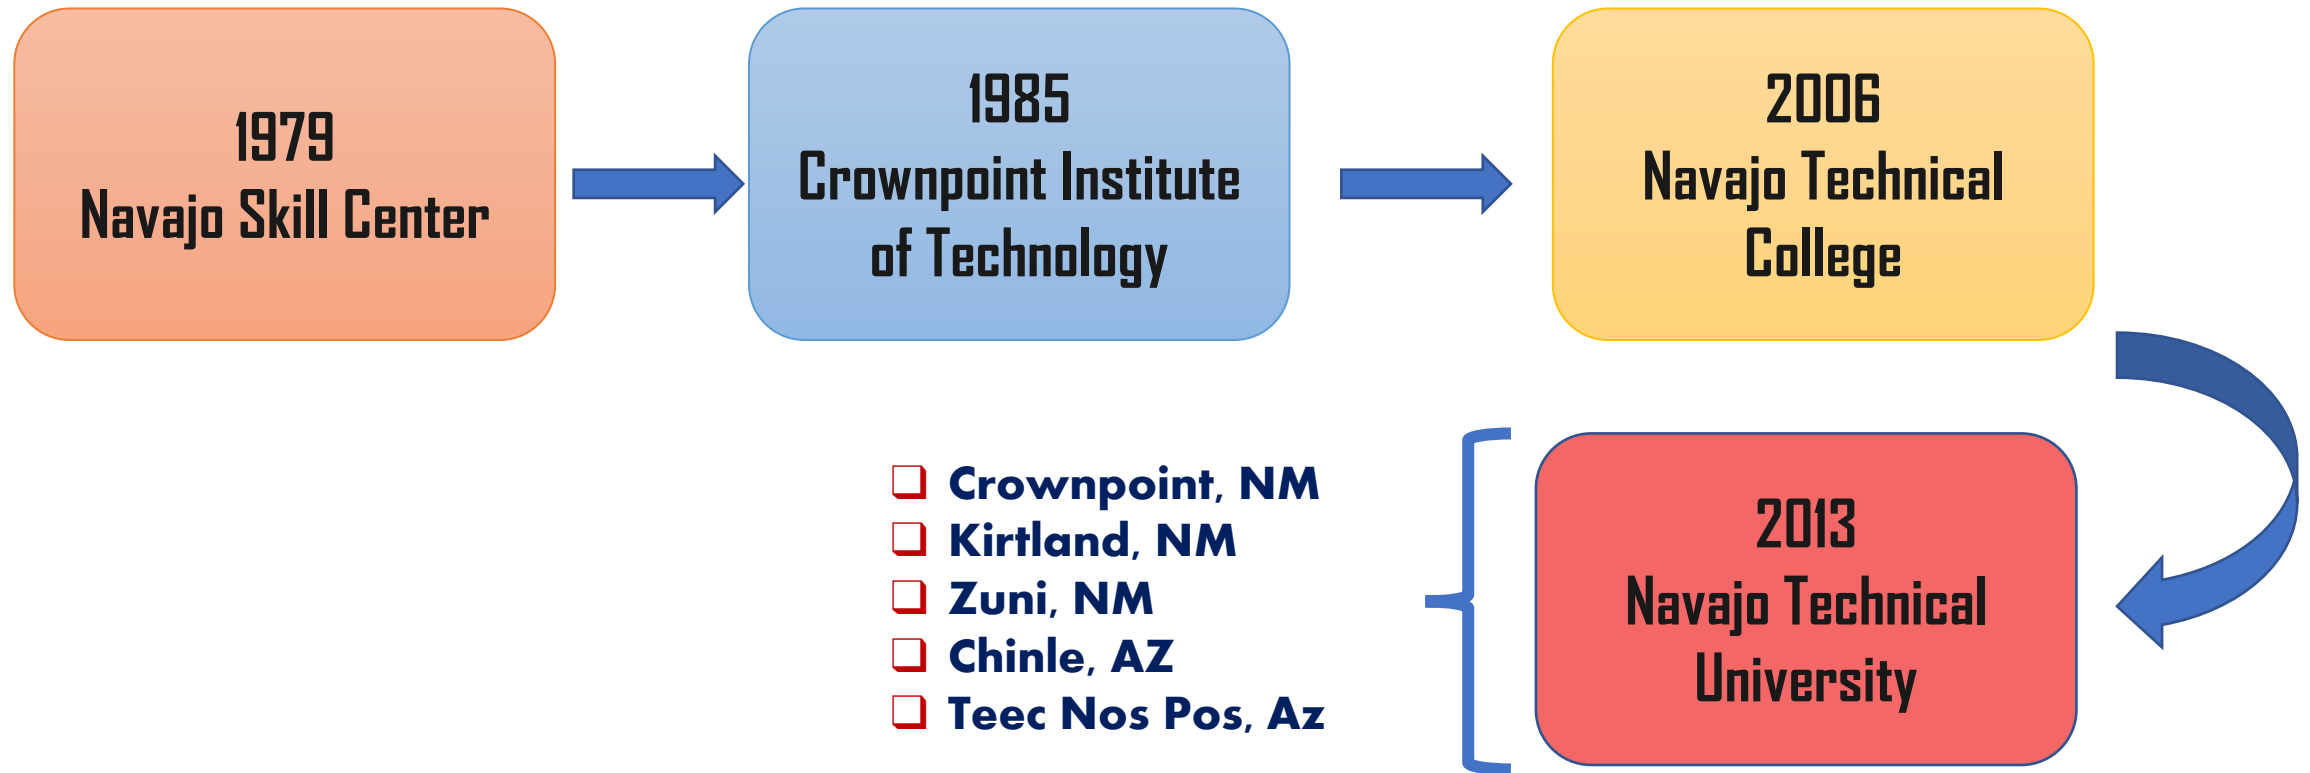 1979
Navajo Skill Center
1985
Crownpoint Institute
of Technology
2006
Navajo Technical
College
2013
Navajo Technical
University
Crownpoint, NM
Kirtland, NM
Zuni, NM
Chinle, AZ
Teec Nos Pos, Az